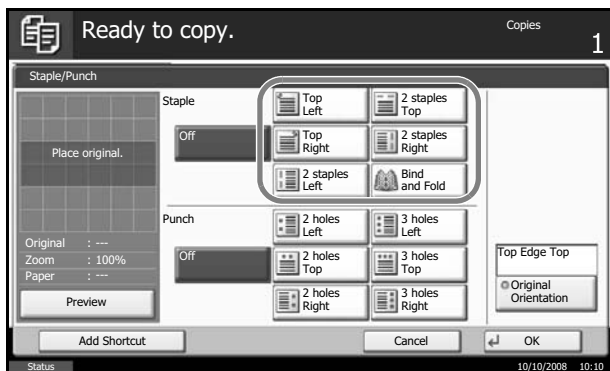 Ready to copy.
Copies
1
Staple/Punch
Place original.
Original : ---
Zoom : 100%
Paper : ---
Preview
Staple
Off
Top
Left
2 staples
Top
Top
Right
2 staples
Right
2 staples
Left
Bind
and Fold
Punch
Off
2 holes
Left
3 holes
Left
2 holes
Top
3 holes
Top
2 holes
Right
3 holes
Right
Top Edge Top
Original
Orientation
Add Shortcut
Cancel
OK
Status
10/10/2008 10:10